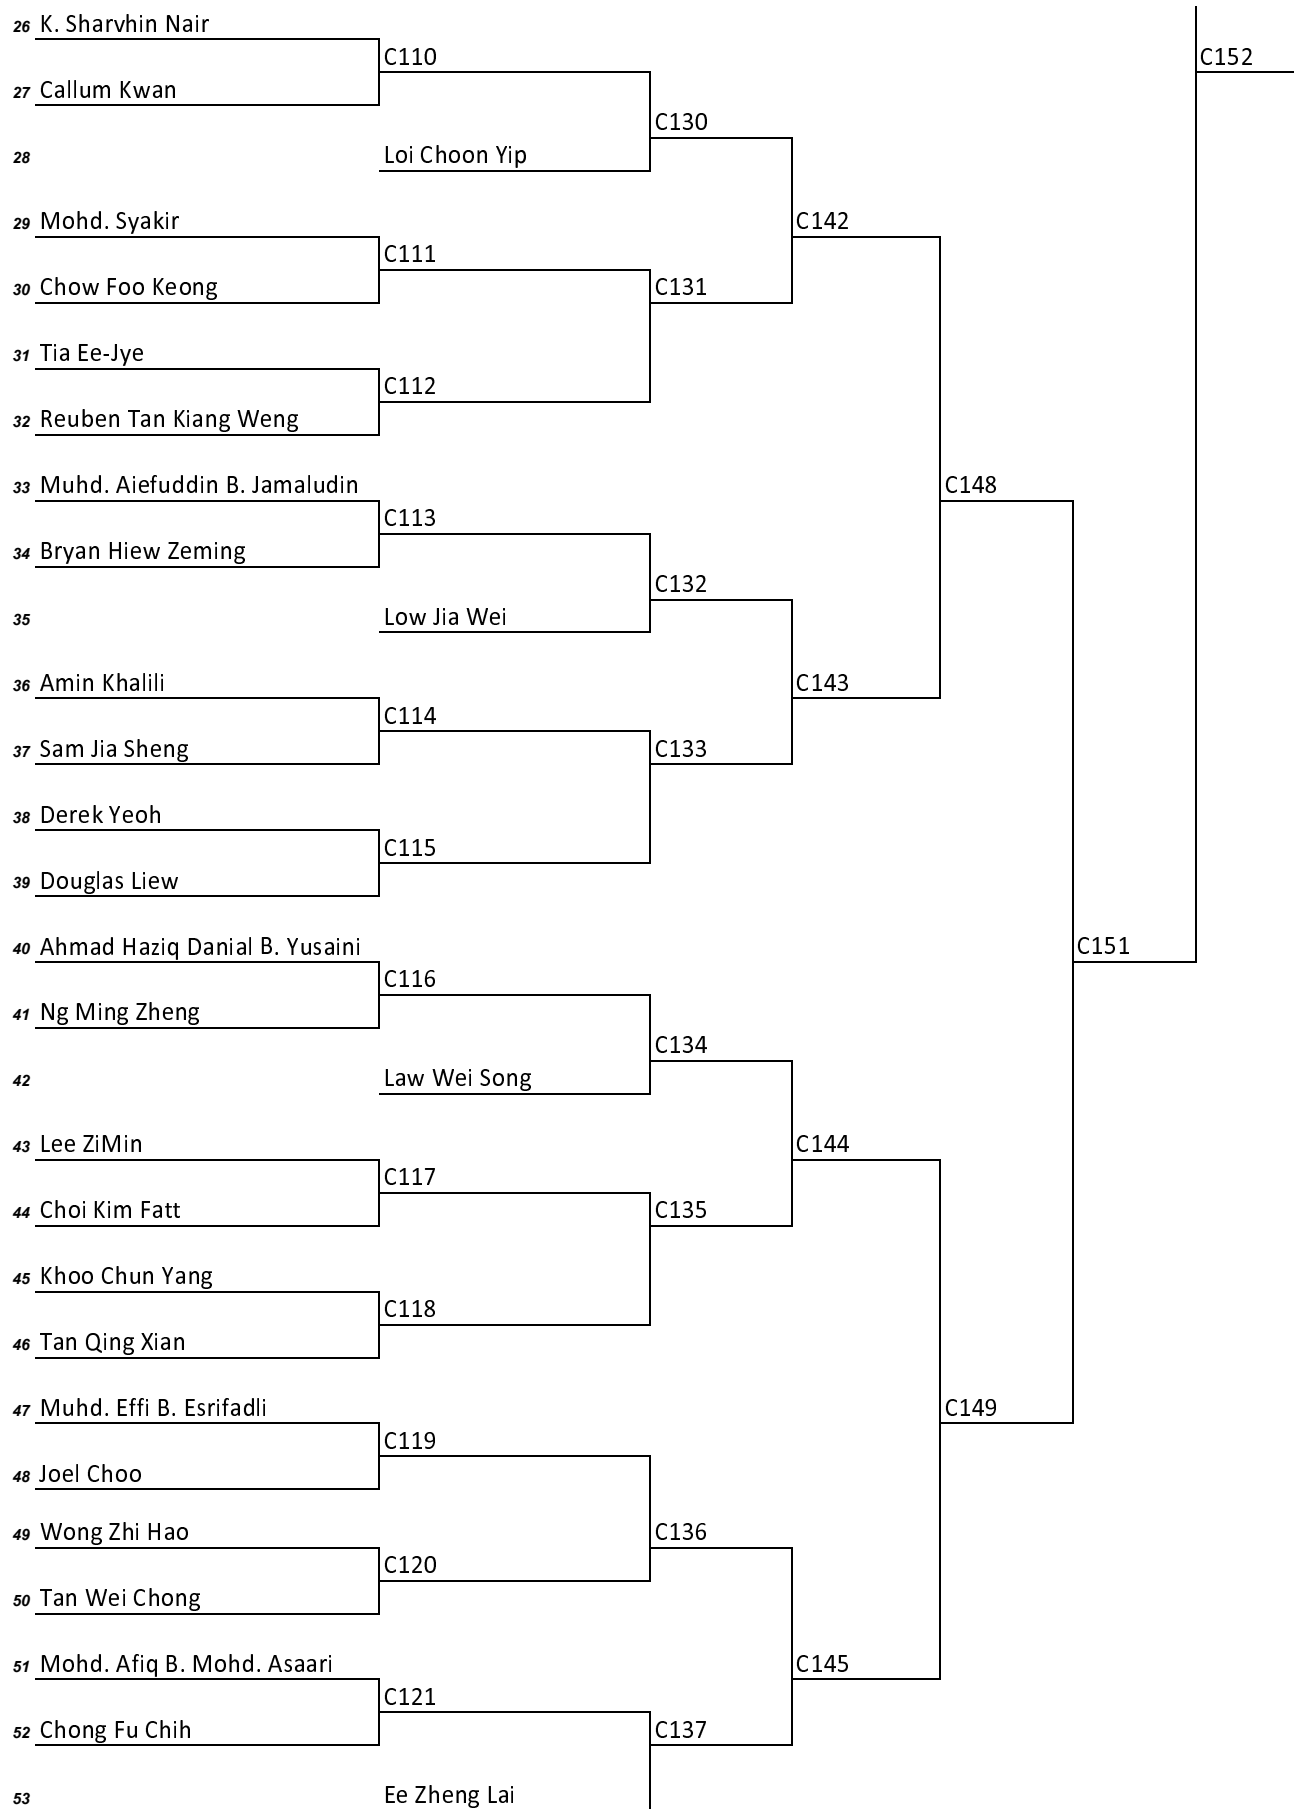 26 K. Sharvhin Nair
C110
C152
27 Callum Kwan
C130
28 Loi Choon Yip
29 Mohd. Syakir
C142
C111
30 Chow Foo Keong
C131
31 Tia Ee-Jye
C112
32 Reuben Tan Kiang Weng
33 Muhd. Aiefuddin B. Jamaludin
C148
C113
34 Bryan Hiew Zeming
C132
35 Low Jia Wei
36 Amin Khalili
C143
C114
37 Sam Jia Sheng
C133
38 Derek Yeoh
C115
39 Douglas Liew
40 Ahmad Haziq Danial B. Yusaini
C151
C116
41 Ng Ming Zheng
C134
42 Law Wei Song
43 Lee ZiMin
C144
C117
44 Choi Kim Fatt
C135
45 Khoo Chun Yang
C118
46 Tan Qing Xian
47 Muhd. Effi B. Esrifadli
C149
C119
48 Joel Choo
49 Wong Zhi Hao
C136
C120
50 Tan Wei Chong
51 Mohd. Afiq B. Mohd. Asaari
C145
C121
52 Chong Fu Chih
C137
53 Ee Zheng Lai